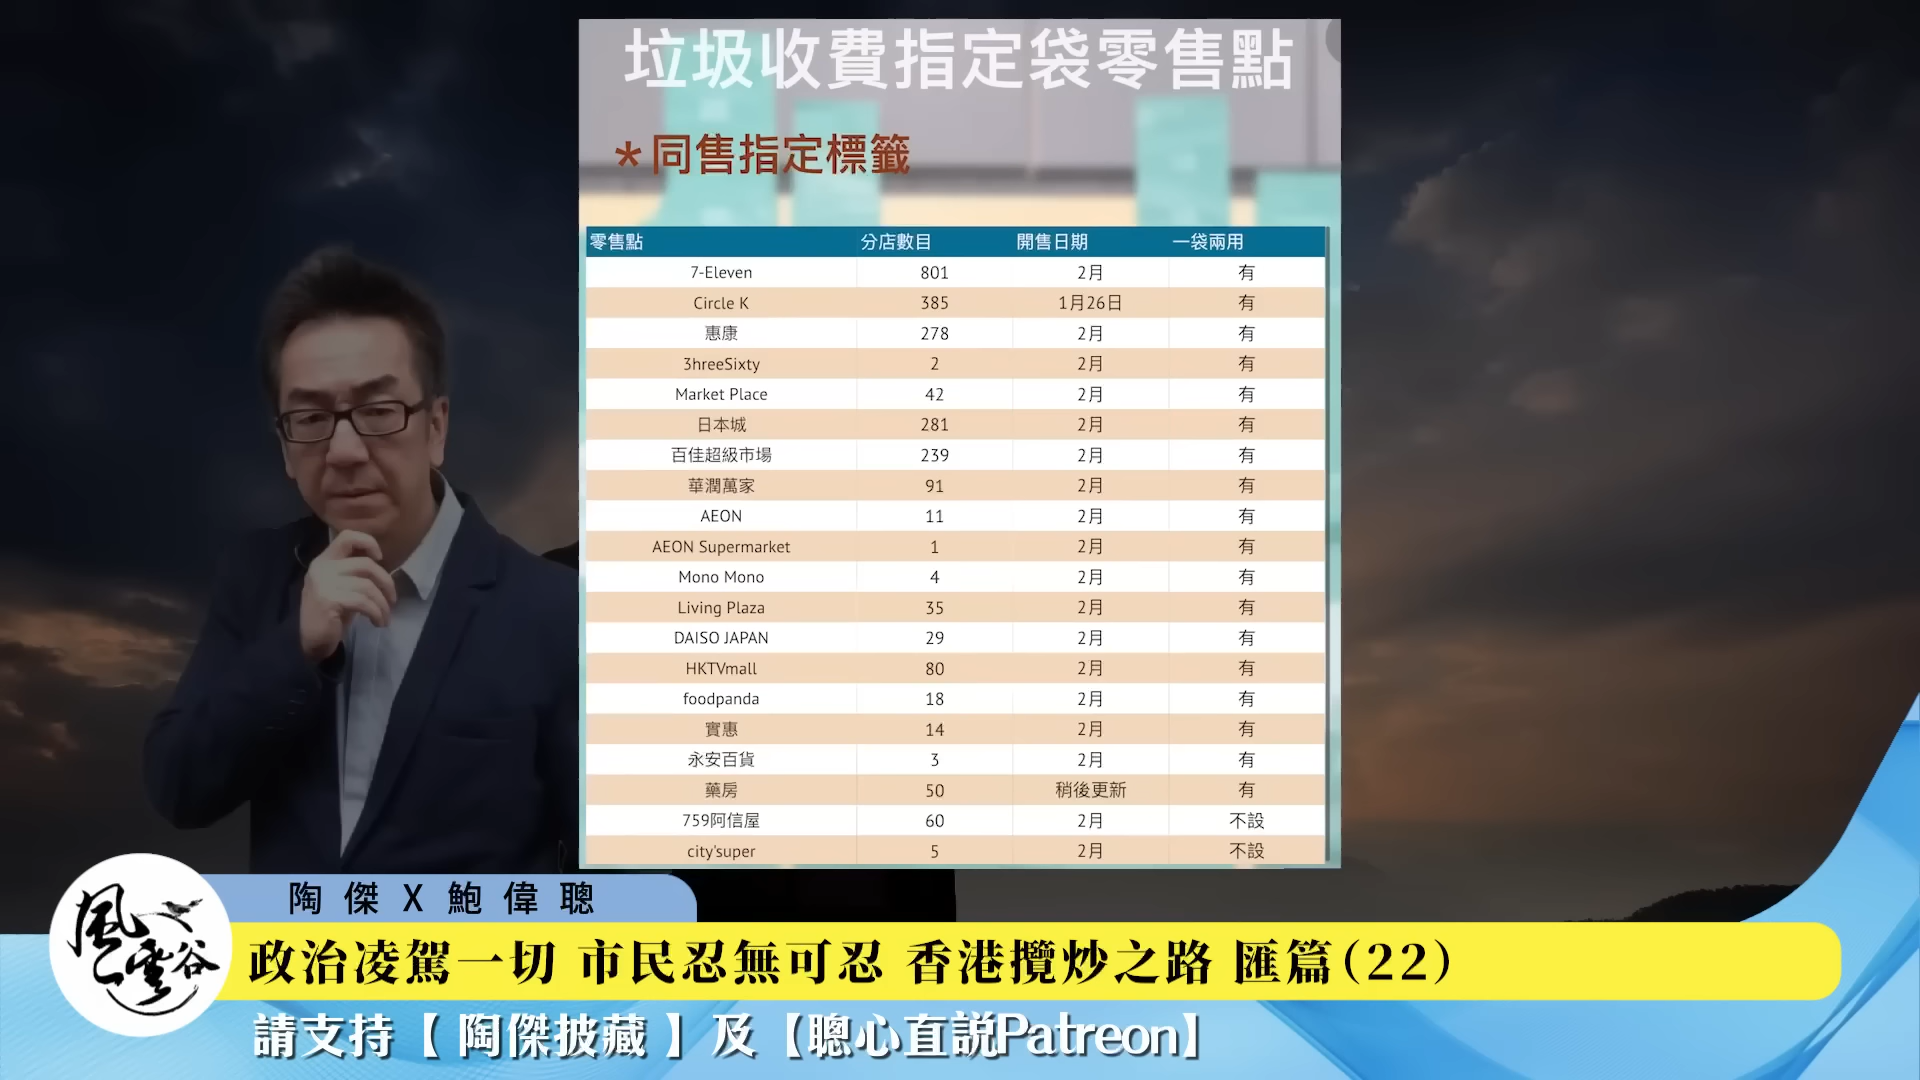 垃圾收費指定袋零售點
*同售指定標籤
零售點 分店數目 開售日期 一袋兩用
7-Eleven 801 2月 有
Circle K 385 1月26日 有
惠康 278 2月 有
3hreeSixty 2 2月 有
Market Place 42 2月 有
日本城 281 2月 有
百佳超級市場 239 2月 有
華潤萬家 91 2月 有
AEON 11 2月 有
AEON Supermarket 1 2月 有
Mono Mono 4 2月 有
Living Plaza 35 2月 有
DAISO JAPAN 29 2月 有
HKTVmall 80 2月 有
foodpanda 18 2月 有
實惠 14 2月 有
永安百貨 3 2月 有
藥房 50 稍後更新 有
759阿信屋 60 2月 不設
city'super 5 2月 不設
陶傑 X 鮑偉聰
風雲谷
政治凌駕一切 市民忍無可忍 香港攬炒之路 匯篇(22)
請支持【 陶傑披藏 】及【聰心直説Patreon】